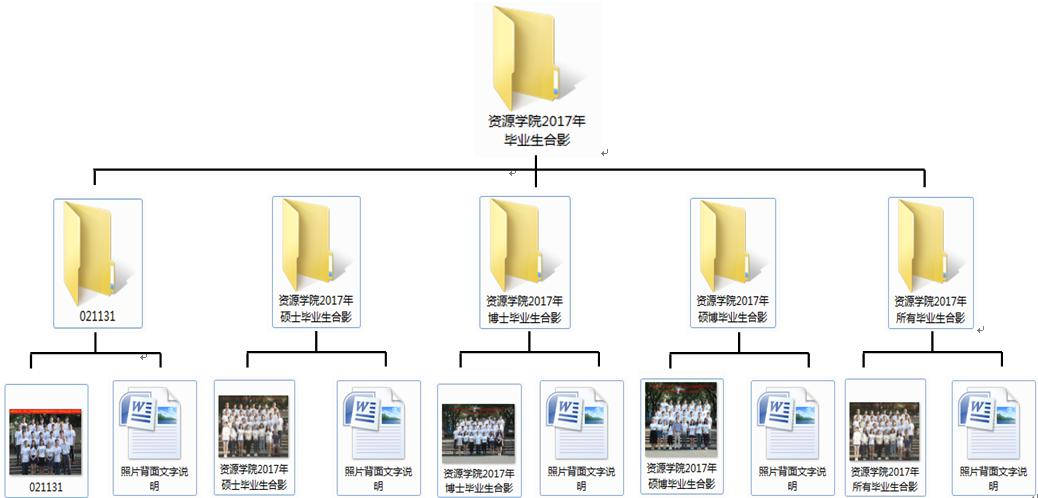 资源学院2017年
毕业生合影
021131
资源学院2017年
硕士毕业生合影
资源学院2017年
博士毕业生合影
资源学院2017年
硕博毕业生合影
资源学院2017年
所有毕业生合影
021131
照片背面文字说
明
资源学院2017年
硕士毕业生合影
照片背面文字说
明
资源学院2017年
博士毕业生合影
照片背面文字说
明
资源学院2017年
硕博毕业生合影
照片背面文字说
明
资源学院2017年
所有毕业生合影
照片背面文字说
明